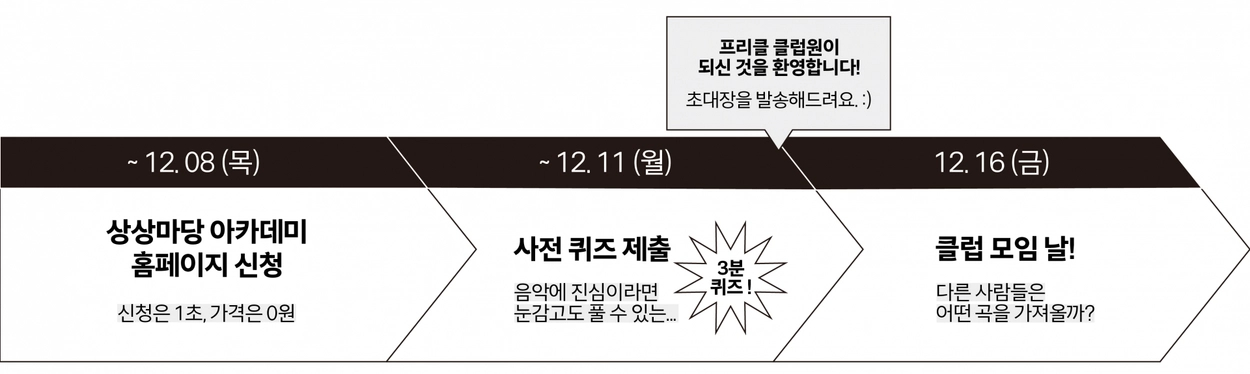 프리클 클럽원이
되신 것을 환영합니다!
초대장을 발송해드려요. :)
~ 12. 08 (목)
상상마당 아카데미
홈페이지 신청
신청은 1초, 가격은 0원
~ 12. 11 (월)
사전 퀴즈 제출
음악에 진심이라면
눈감고도 풀 수 있는...
3분
퀴즈 !
12. 16 (금)
클럽 모임 날!
다른 사람들은
어떤 곡을 가져올까?